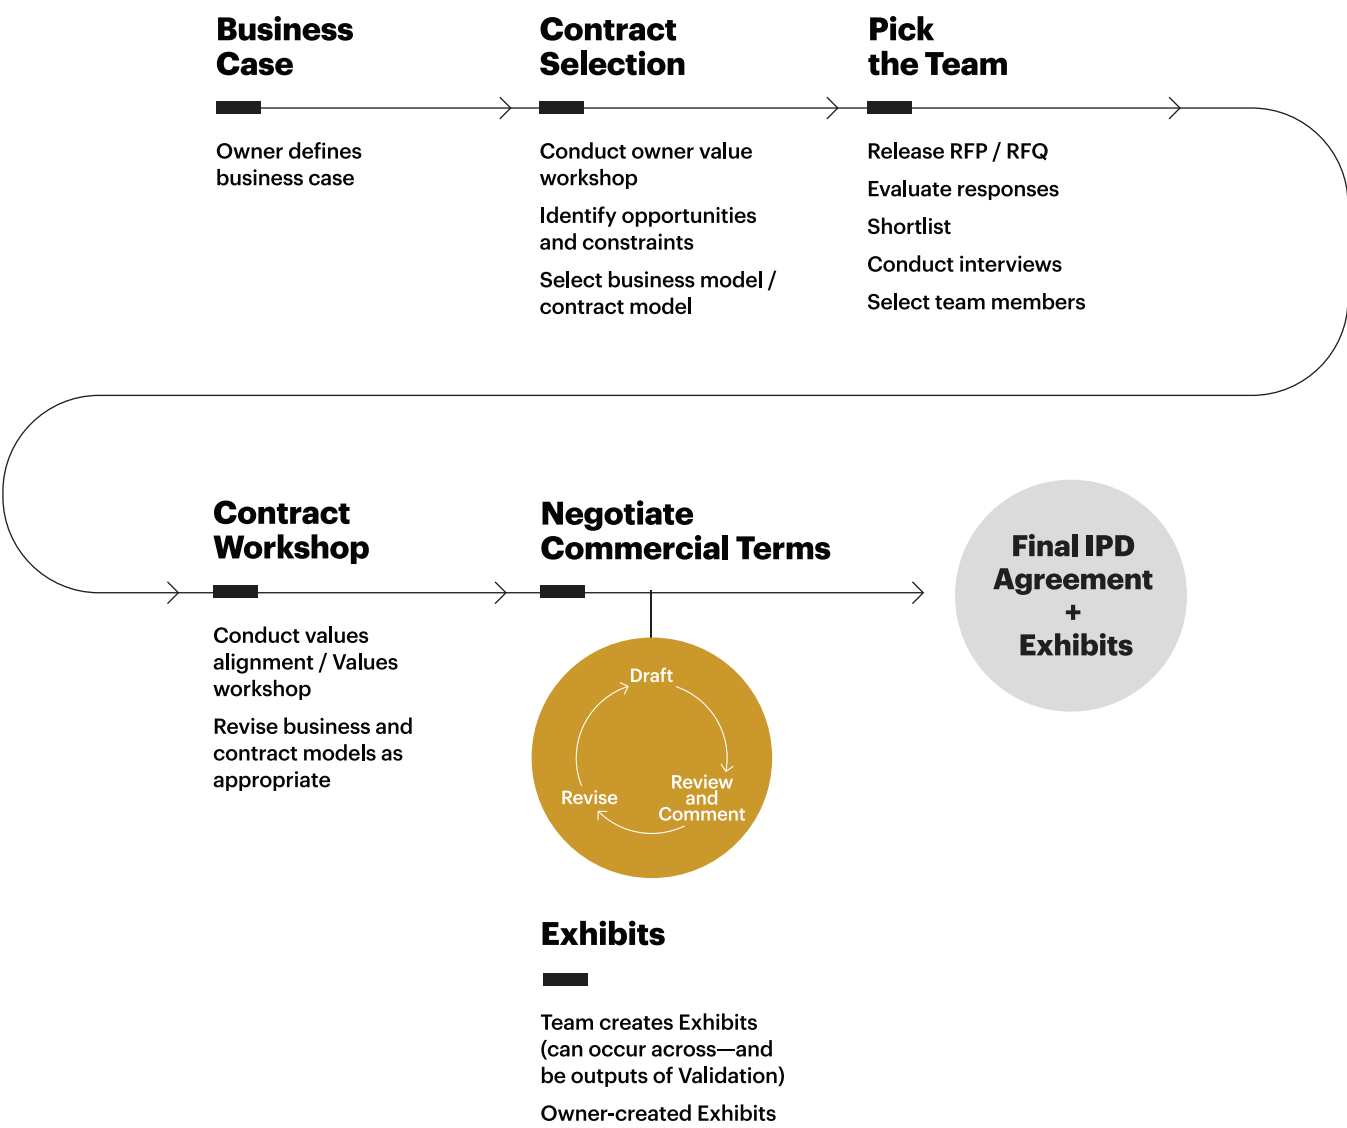 Business
Case
Owner defines
business case
Contract
Selection
Conduct owner value
workshop
Identify opportunities
and constraints
Select business model /
contract model
Pick
the Team
Release RFP / RFQ
Evaluate responses
Shortlist
Conduct interviews
Select team members
Contract
Workshop
Conduct values
alignment / Values
workshop
Revise business and
contract models as
appropriate
Negotiate
Commercial Terms
Draft
Review
and
Comment
Revise
Exhibits
Team creates Exhibits
(can occur across—and
be outputs of Validation)
Owner-created Exhibits
Final IPD
Agreement
+
Exhibits